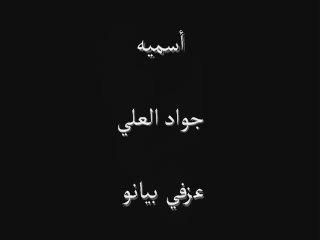 أسميه
جواد العلي
عزفي بيانو